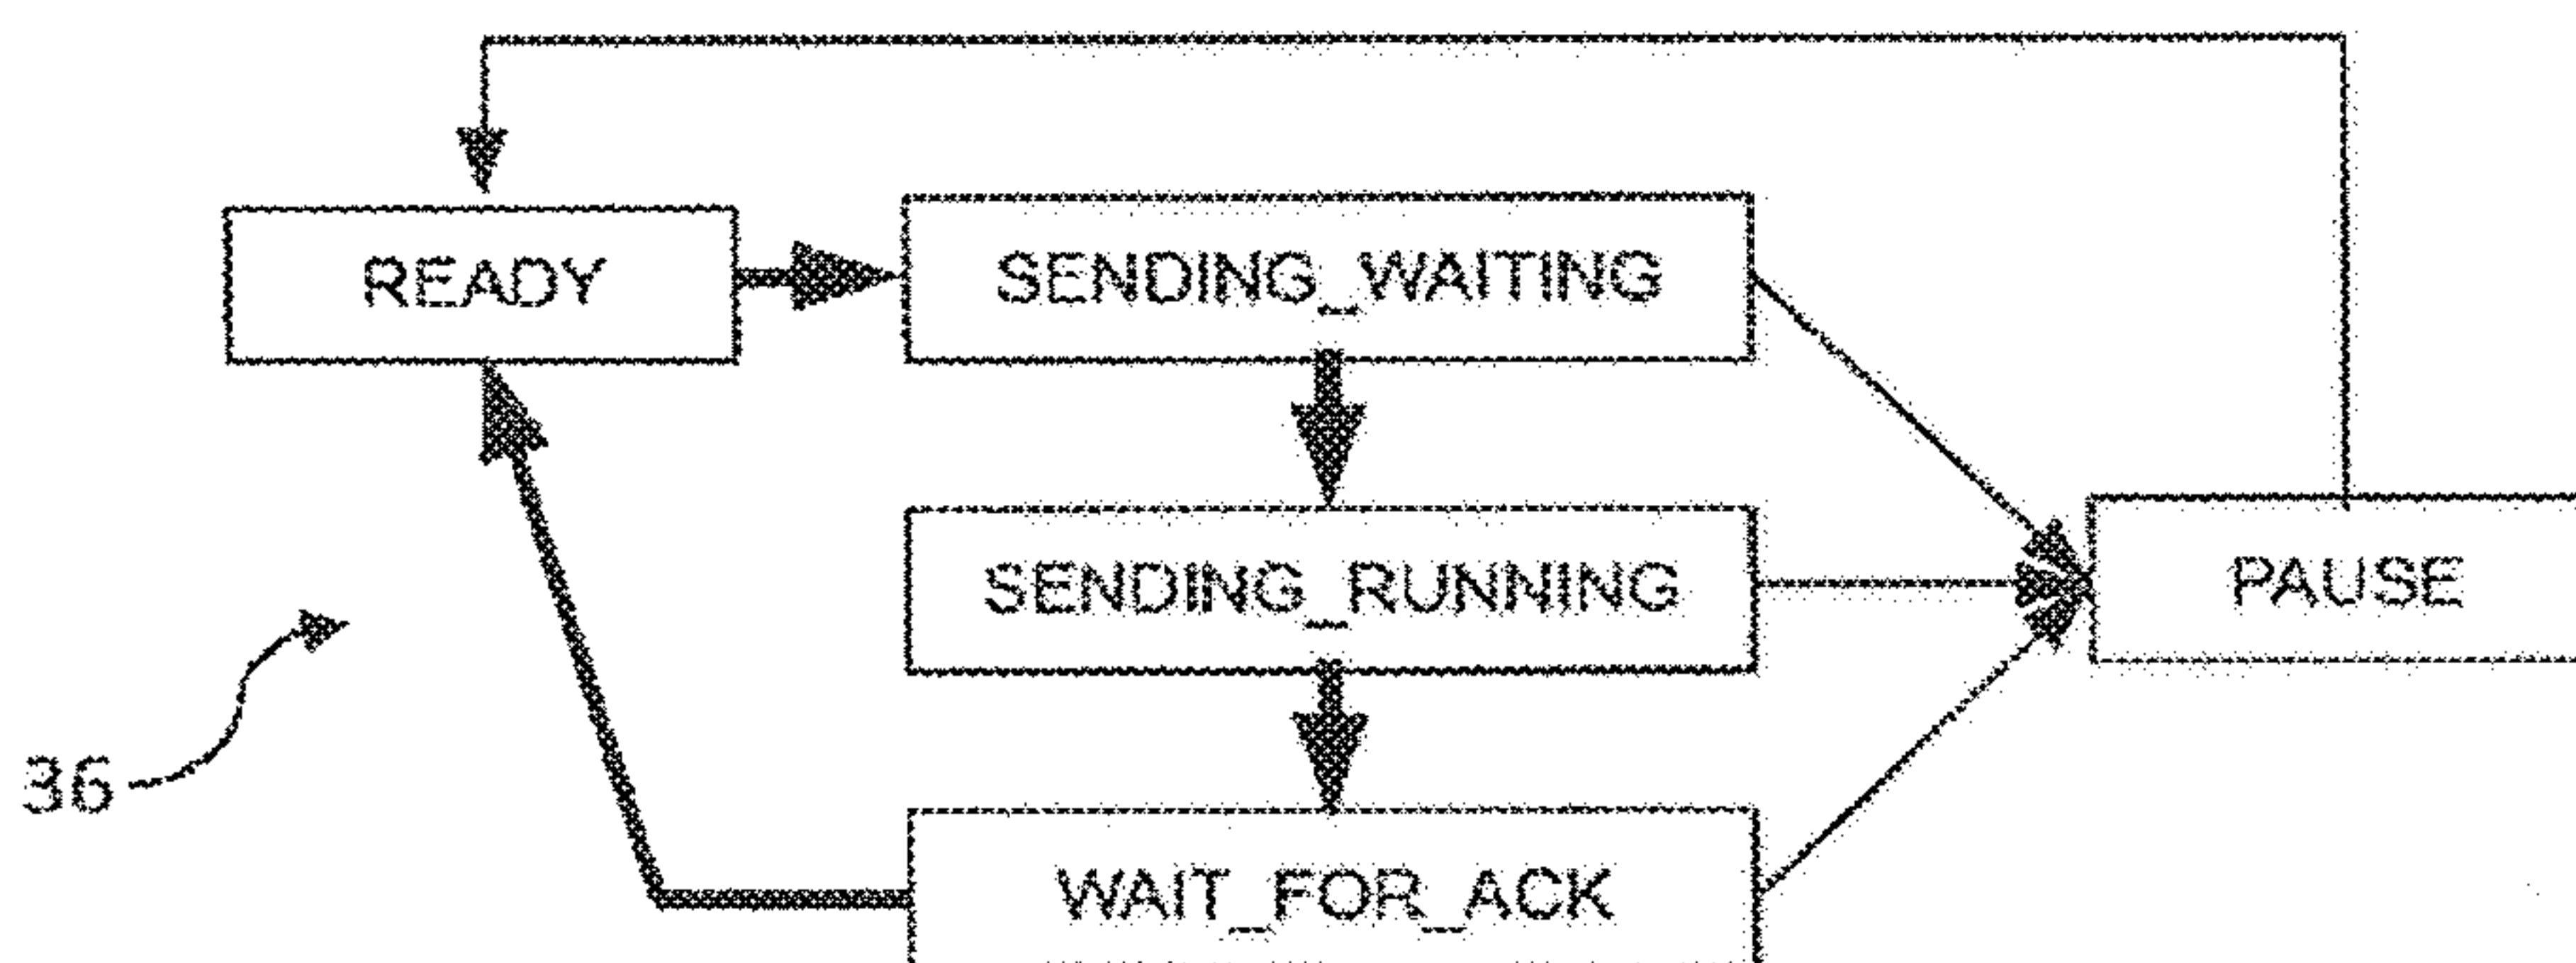 READY
SENDING_WAITING
SENDING_RUNNING
PAUSE
36
WAIT_FOR_ACK